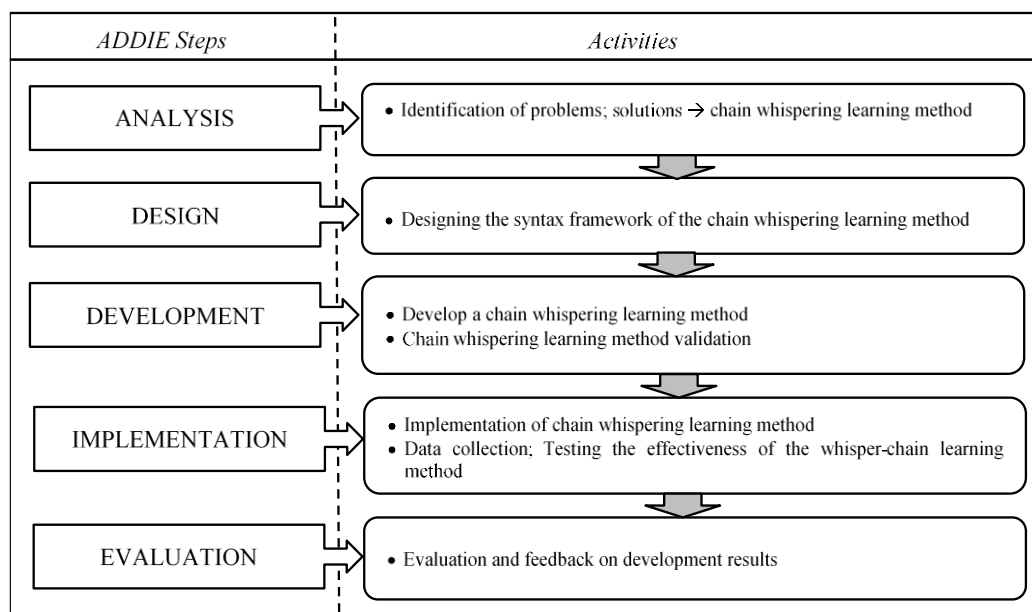 ADDIE Steps
Activities
ANALYSIS
• Identification of problems; solutions → chain whispering learning method
DESIGN
• Designing the syntax framework of the chain whispering learning method
DEVELOPMENT
• Develop a chain whispering learning method
• Chain whispering learning method validation
IMPLEMENTATION
• Implementation of chain whispering learning method
• Data collection; Testing the effectiveness of the whisper-chain learning
method
EVALUATION
• Evaluation and feedback on development results